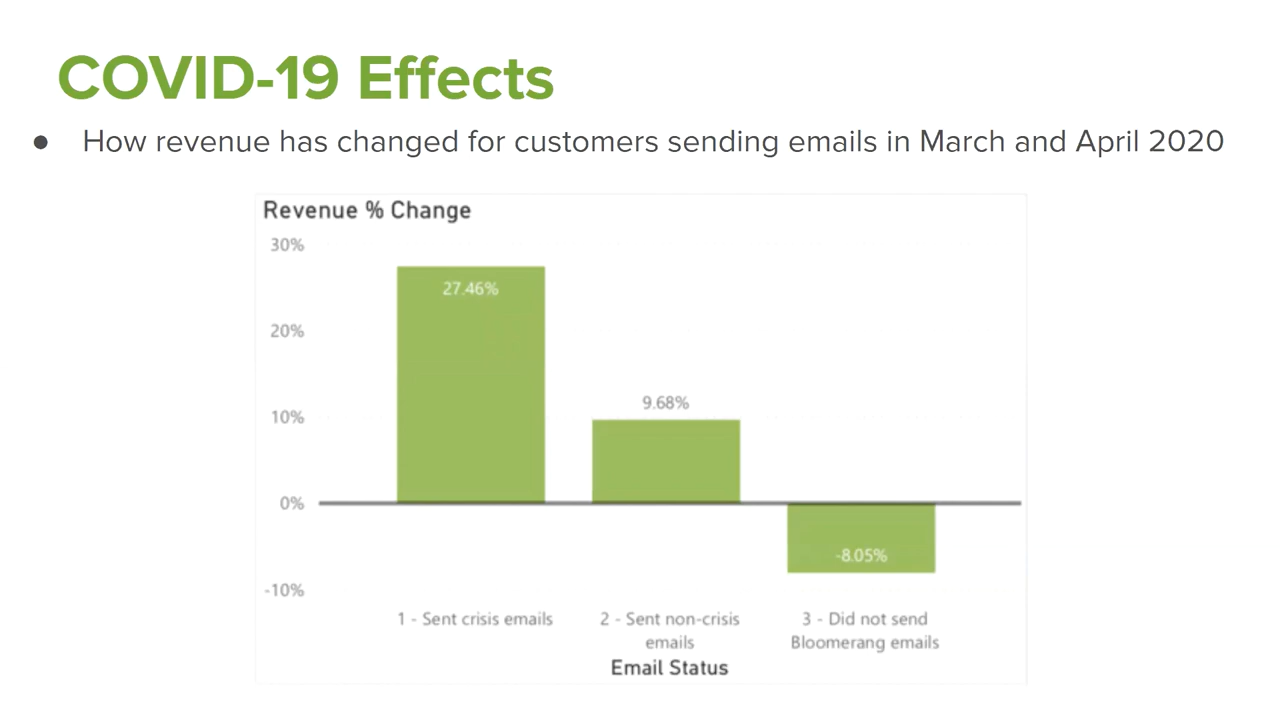 COVID-19 Effects
● How revenue has changed for customers sending emails in March and April 2020
Revenue % Change
30%
20%
10%
0%
-10%
27.46%
9.68%
-8.05%
1 - Sent crisis emails
2 - Sent non-crisis
emails
3 - Did not send
Bloomerang emails
Email Status